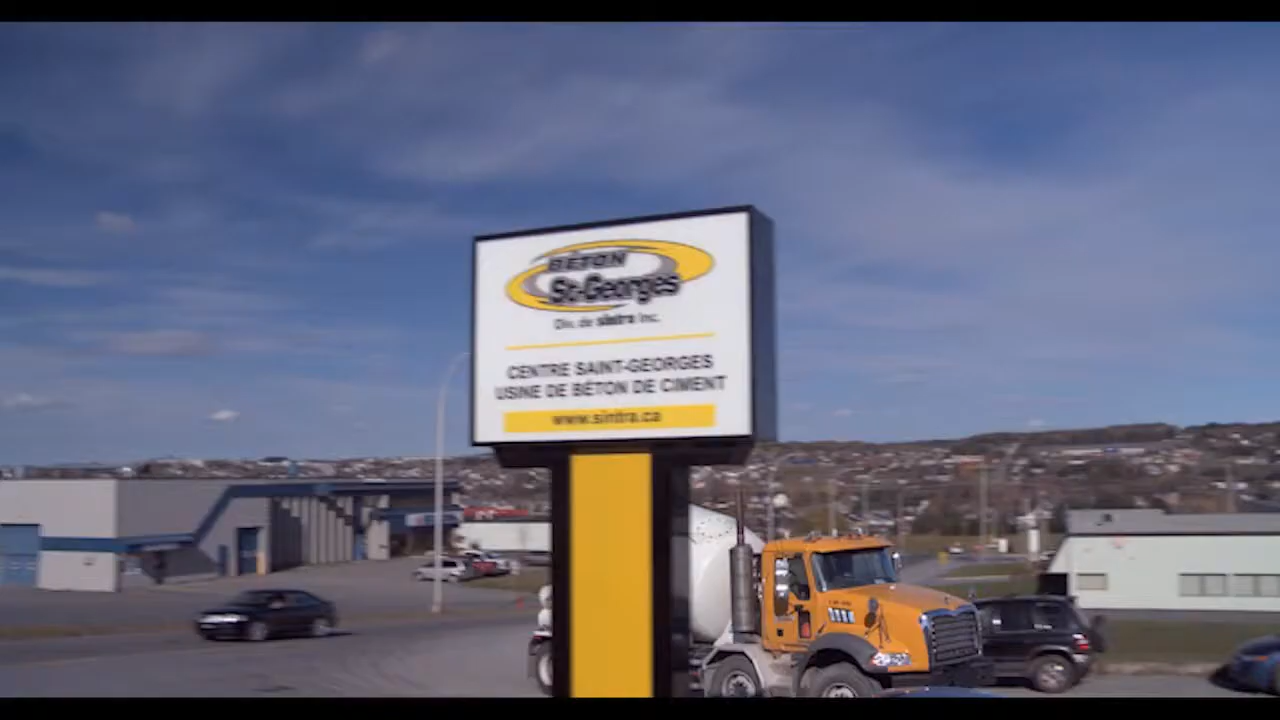 BÉTON
St-Georges
Div. de sintra inc.
CENTRE SAINT-GEORGES
USINE DE BÉTON DE CIMENT
www.sintra.ca